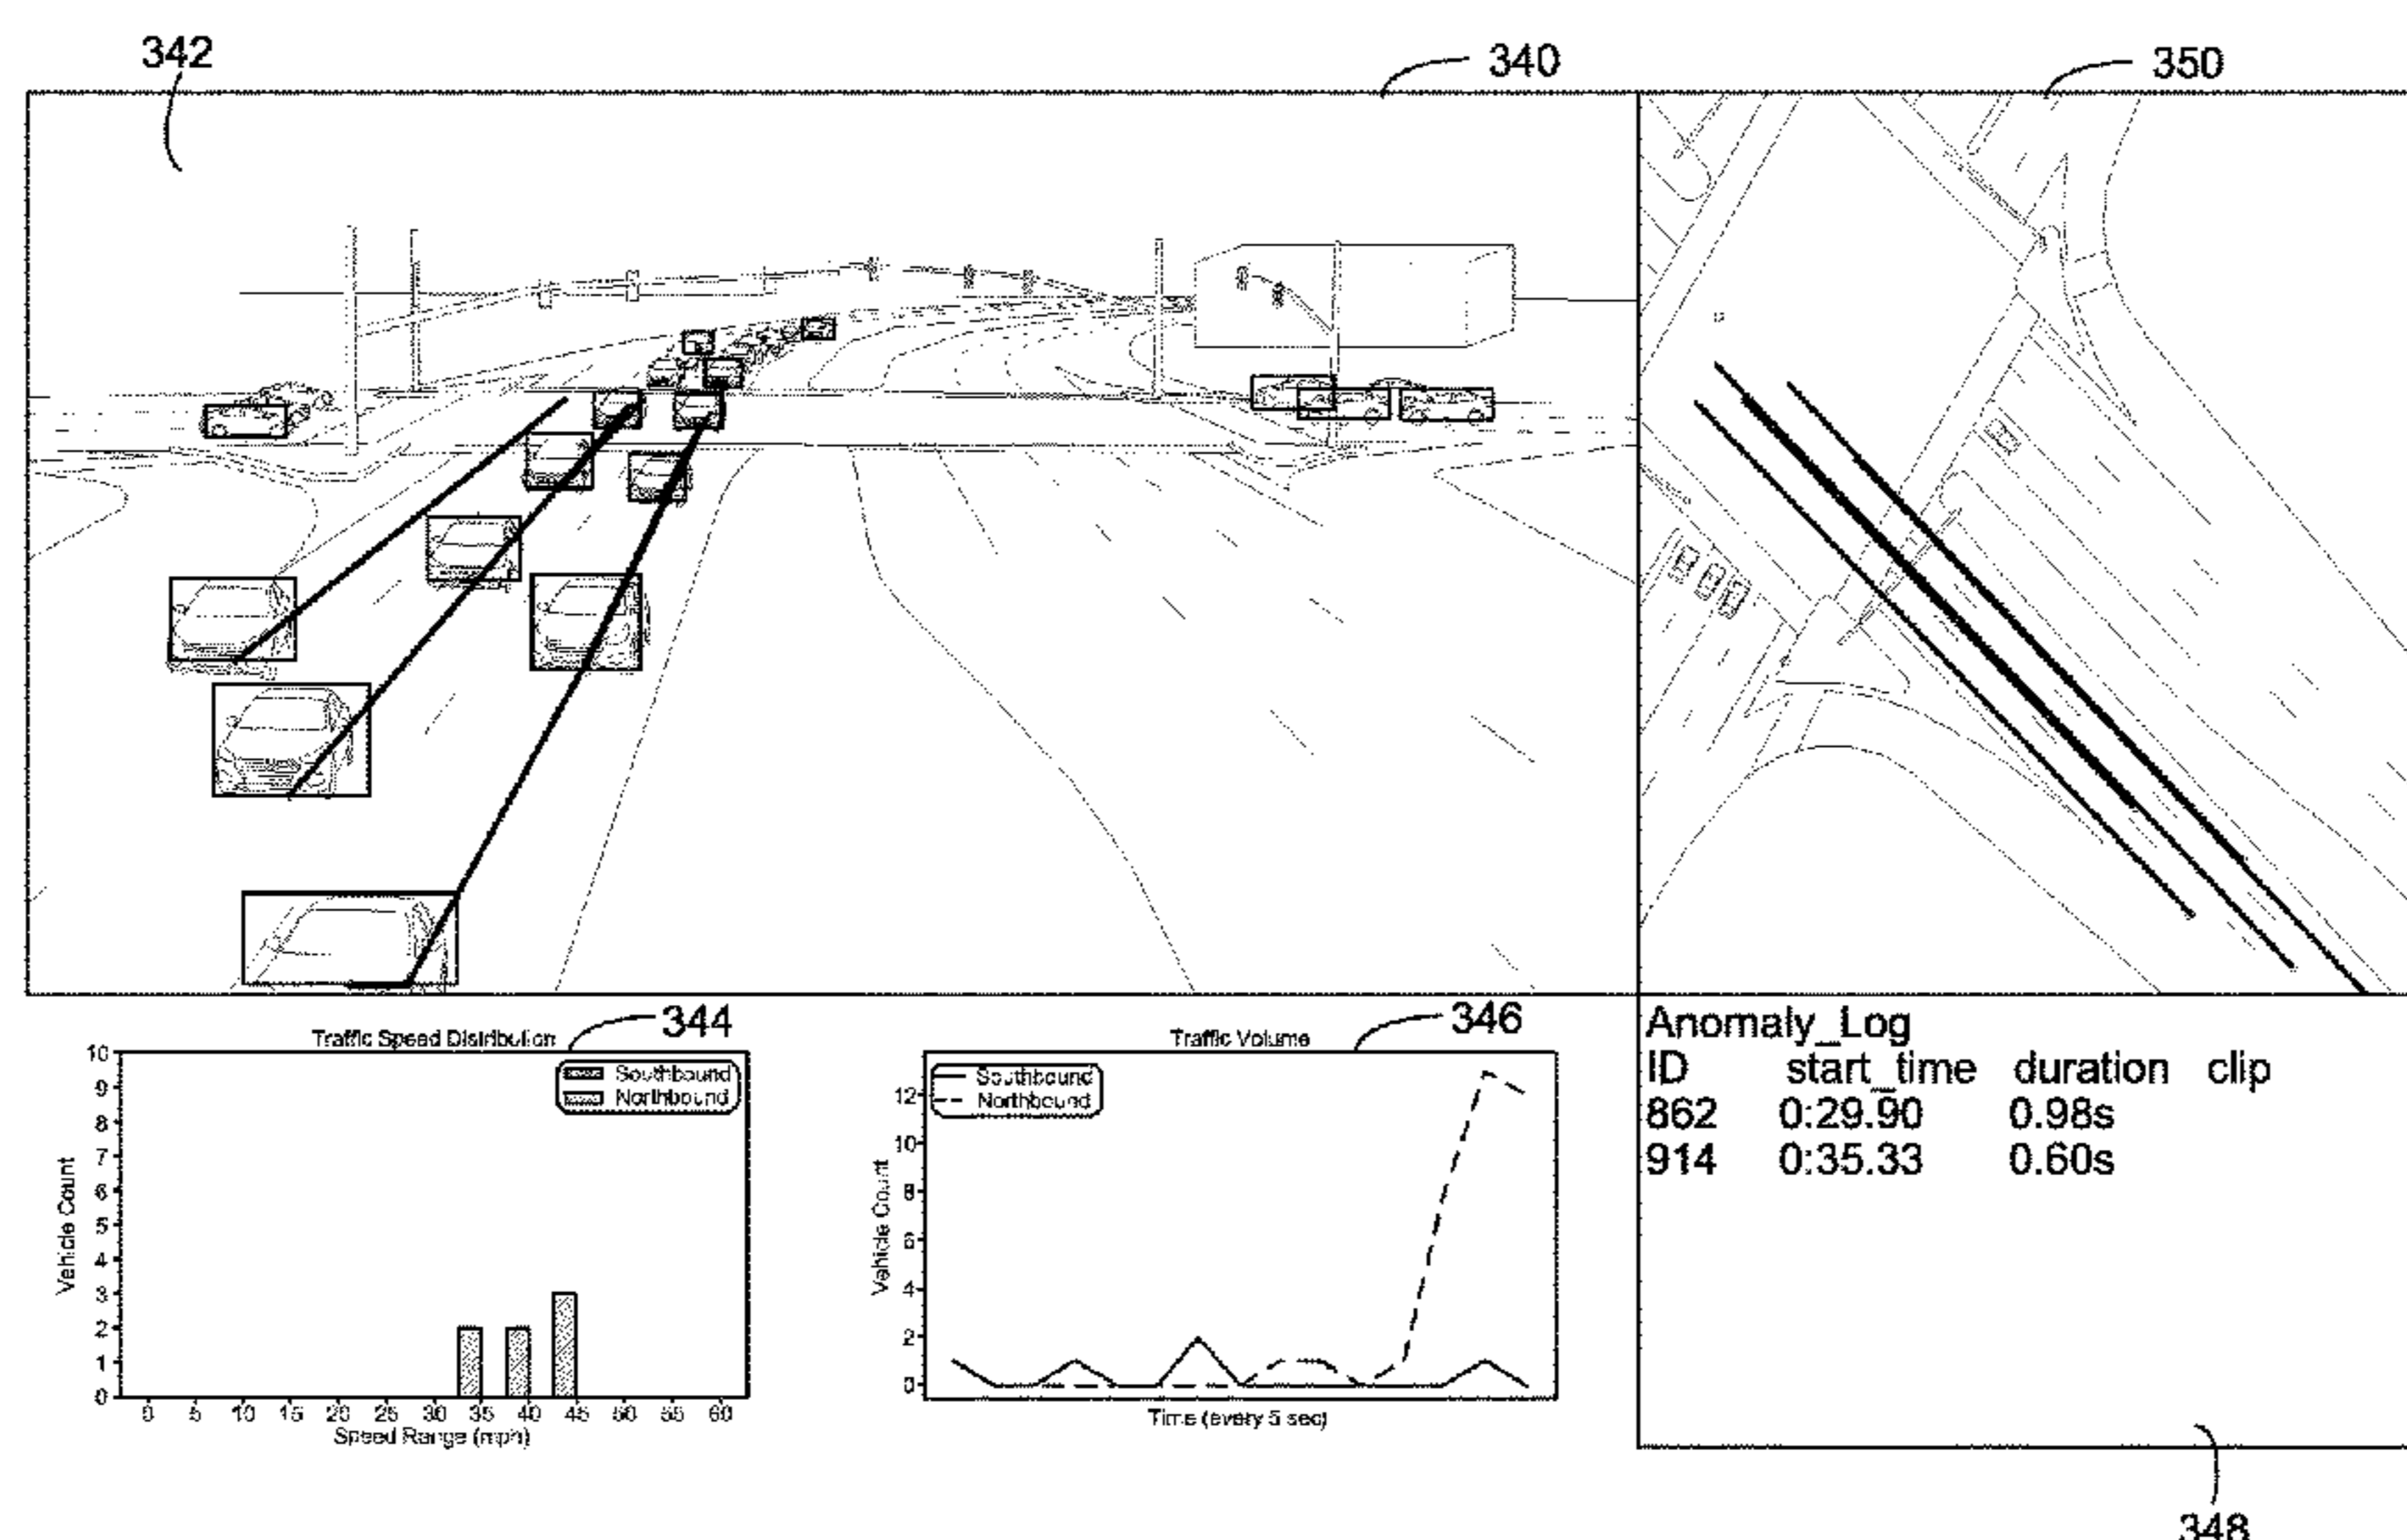 342
340
350
Traffic Speed Distribution
344
10
9
8
7
6
5
4
3
2
1
0
Vehicle Count
Southbound
Northbound
0 5 10 15 20 25 30 35 40 45 50 55 60
Speed Range (mph)
Traffic Volume
346
Southbound
Northbound
12
10
8
6
4
2
0
Vehicle Count
Time (every 5 sec)
Anomaly_Log
ID start_time duration clip
862 0:29.90 0.98s
914 0:35.33 0.60s
348